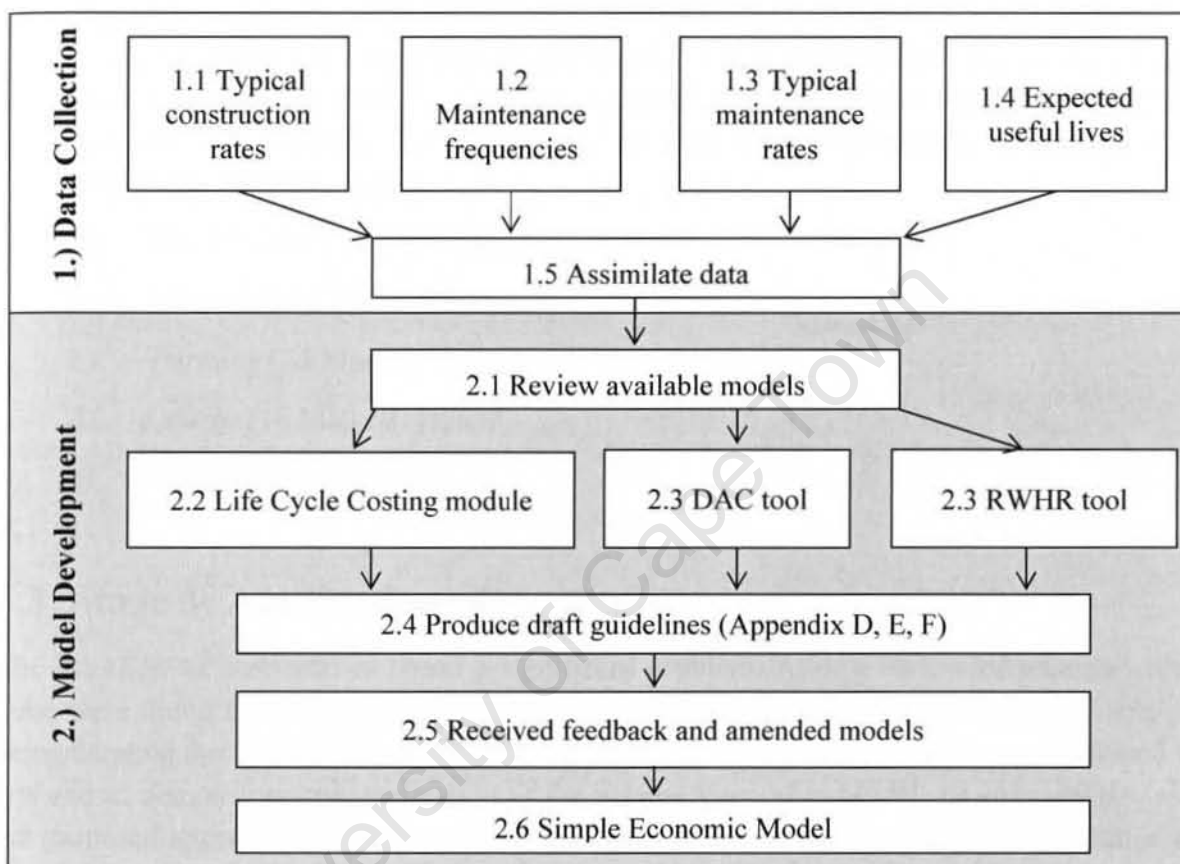 1.) Data Collection
1.1 Typical
construction
rates
1.2
Maintenance
frequencies
1.3 Typical
maintenance
rates
1.4 Expected
useful lives
1.5 Assimilate data
2.) Model Development
2.1 Review available models
2.2 Life Cycle Costing module
2.3 DAC tool
2.3 RWHR tool
2.4 Produce draft guidelines (Appendix D, E, F)
2.5 Received feedback and amended models
2.6 Simple Economic Model
University of Cape Town